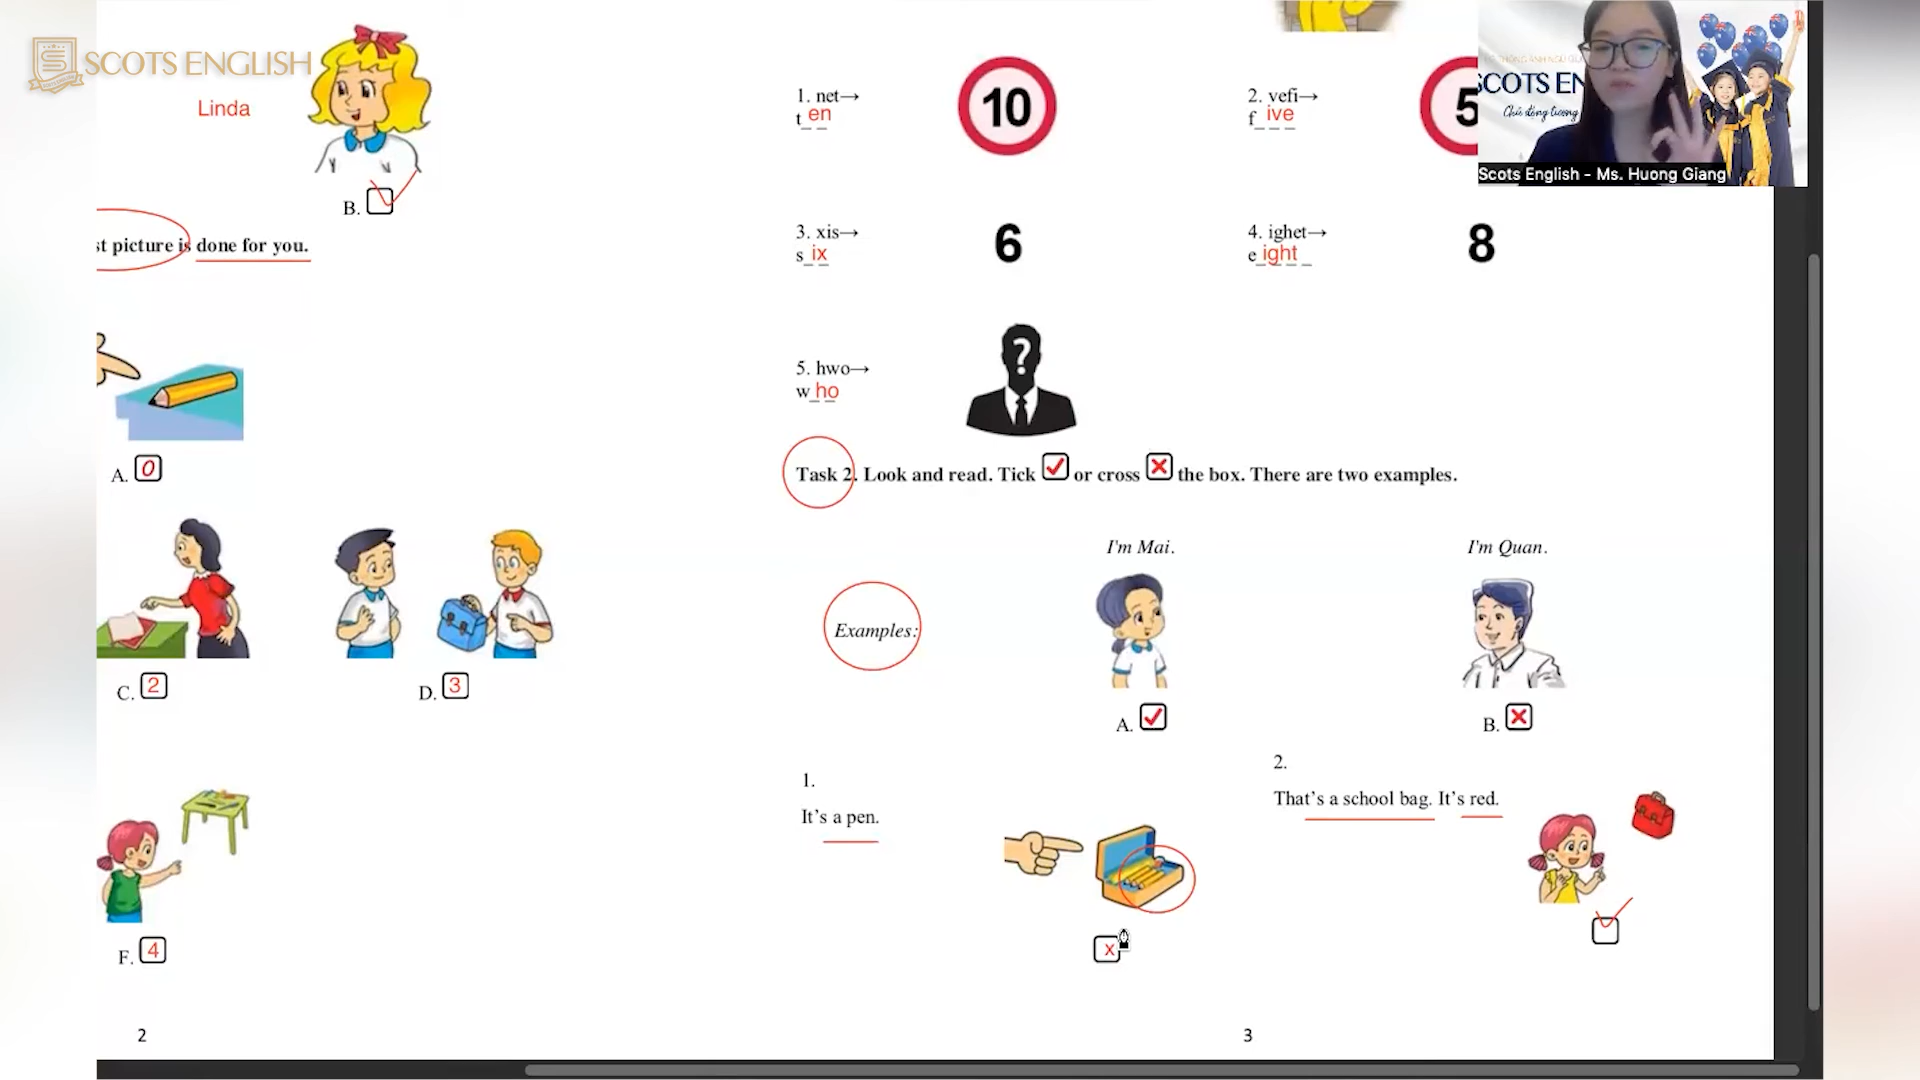 SCOTS ENGLISH
Linda
B.
st picture is done for you.
A. 0
C. 2
D. 3
F. 4
2
1. net→
t en
10
2. vefi→
f ive
5
3. xis→
s ix
6
4. ighet→
e ight
8
5. hwo→
w ho
?
Task 2. Look and read. Tick or cross the box. There are two examples.
Examples:
I'm Mai.
A.
I'm Quan.
B.
1.
It's a pen.
x
2.
That's a school bag. It's red.
3
SCOTS EN
Scots English - Ms. Huong Giang